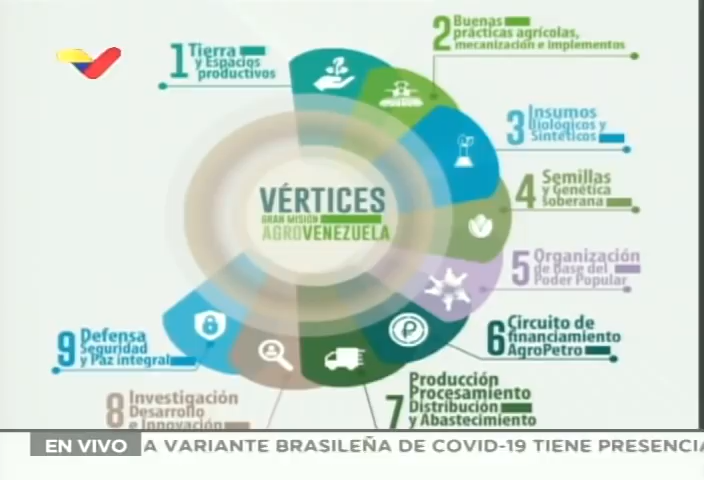 1 Tierra
y Espacios
productivos
2 Buenas
prácticas agrícolas,
mecanización e implementos
3 Insumos
Biológicos y
Sintéticos
4 Semillas
y Genética
soberana
5 Organización
de Base del
Poder Popular
6 Circuito de
financiamiento
AgroPetro
7 Producción
Procesamiento
Distribución
y Abastecimiento
8 Investigación
Desarrollo
e Innovación
9 Defensa
Seguridad
y Paz integral
VÉRTICES
GRAN MISIÓN
AGROVENEZUELA
EN VIVO A VARIANTE BRASILEÑA DE COVID-19 TIENE PRESENCIA